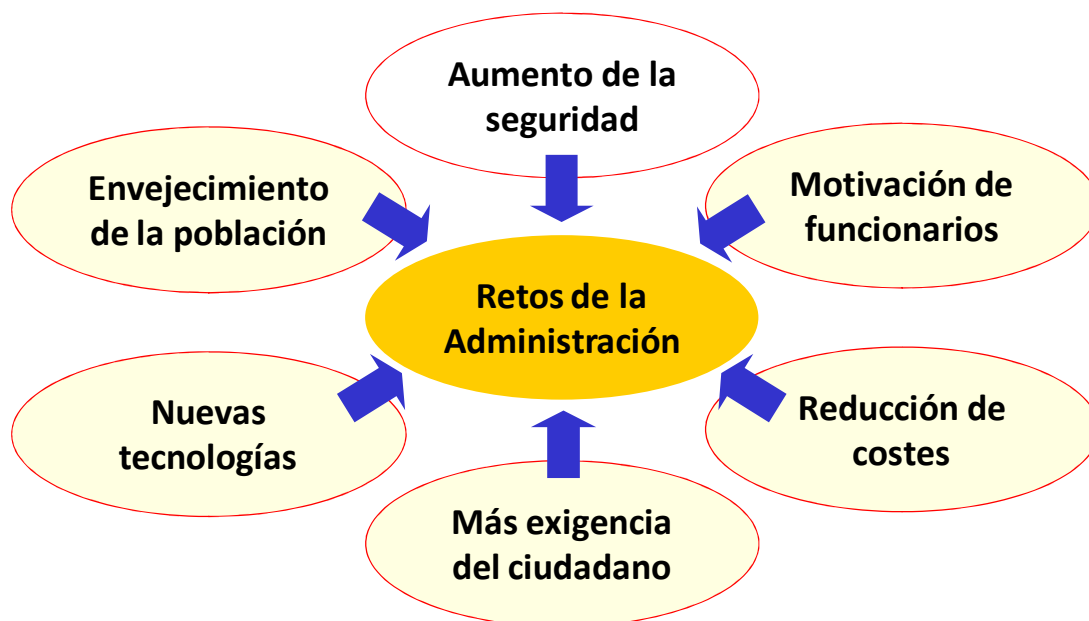 Aumento de la
seguridad
Envejecimiento
de la población
Motivación de
funcionarios
Retos de la
Administración
Nuevas
tecnologías
Reducción de
costes
Más exigencia
del ciudadano